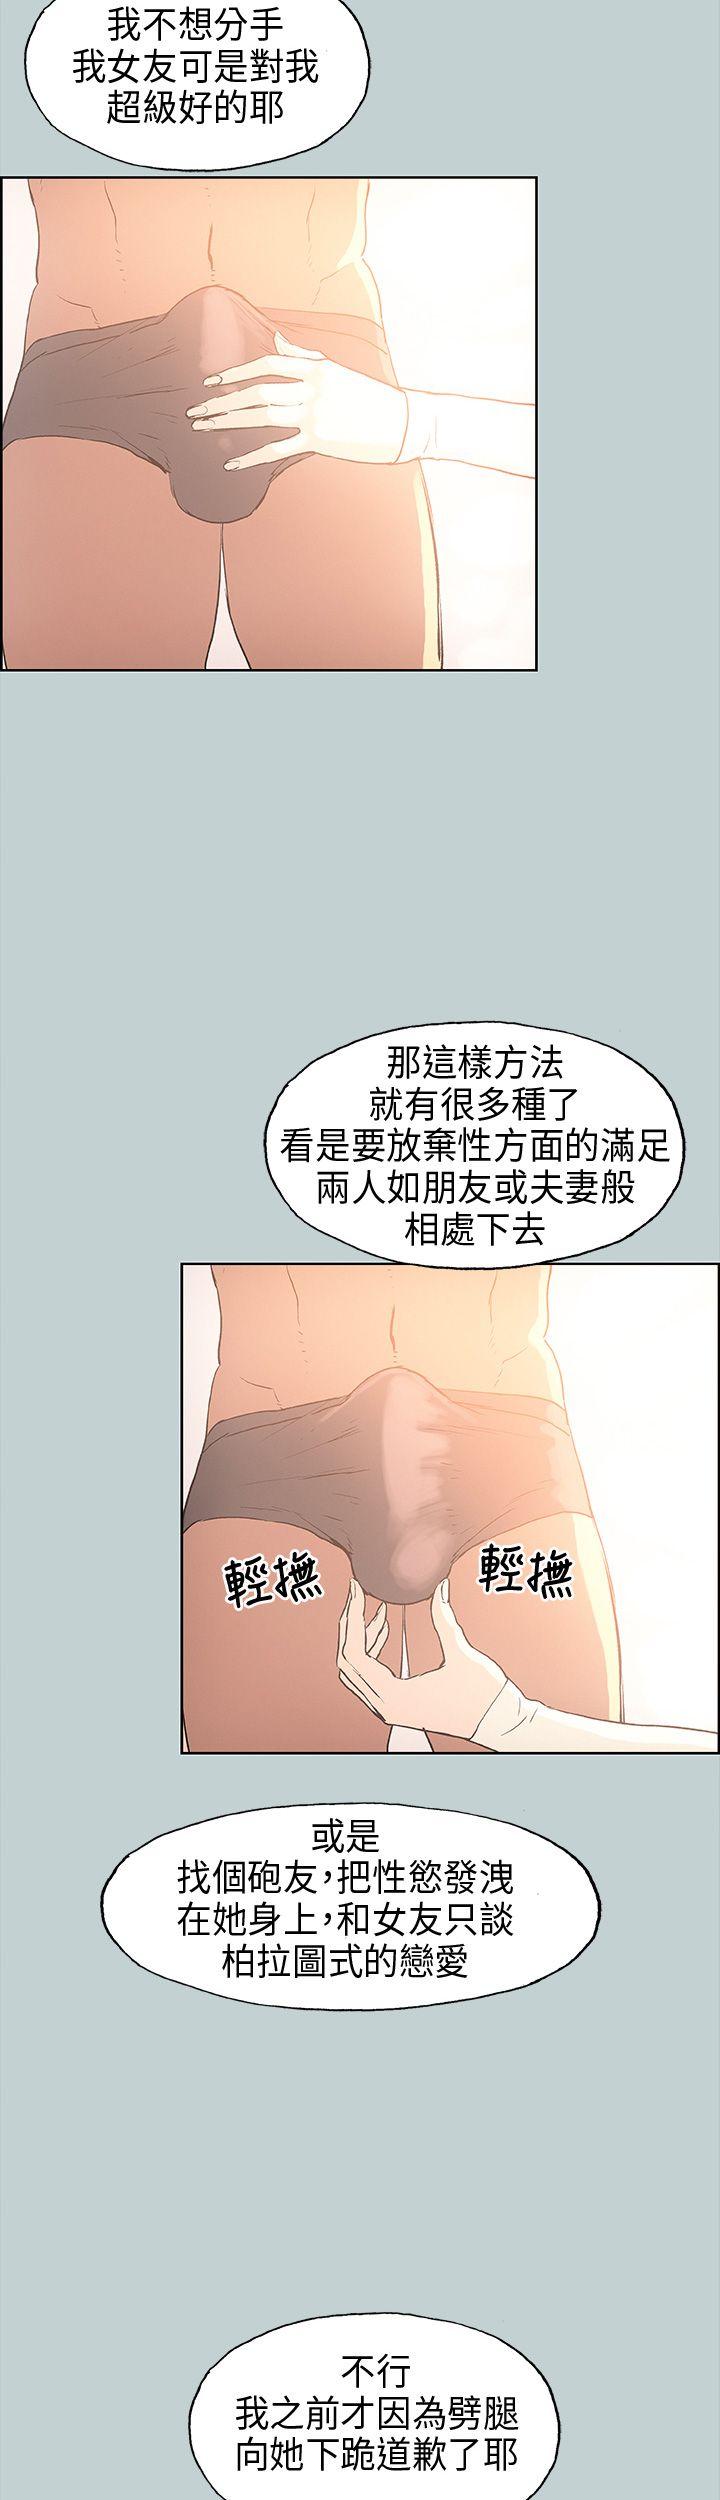 我不想分手
我女友可是對我
超級好的耶
那這樣方法
就有很多種了
看是要放棄性方面的滿足
兩人如朋友或夫妻般
相處下去
輕撫
輕撫
或是
找個砲友,把性慾發洩
在她身上,和女友只談
柏拉圖式的戀愛
不行
我之前才因為劈腿
向她下跪道歉了耶